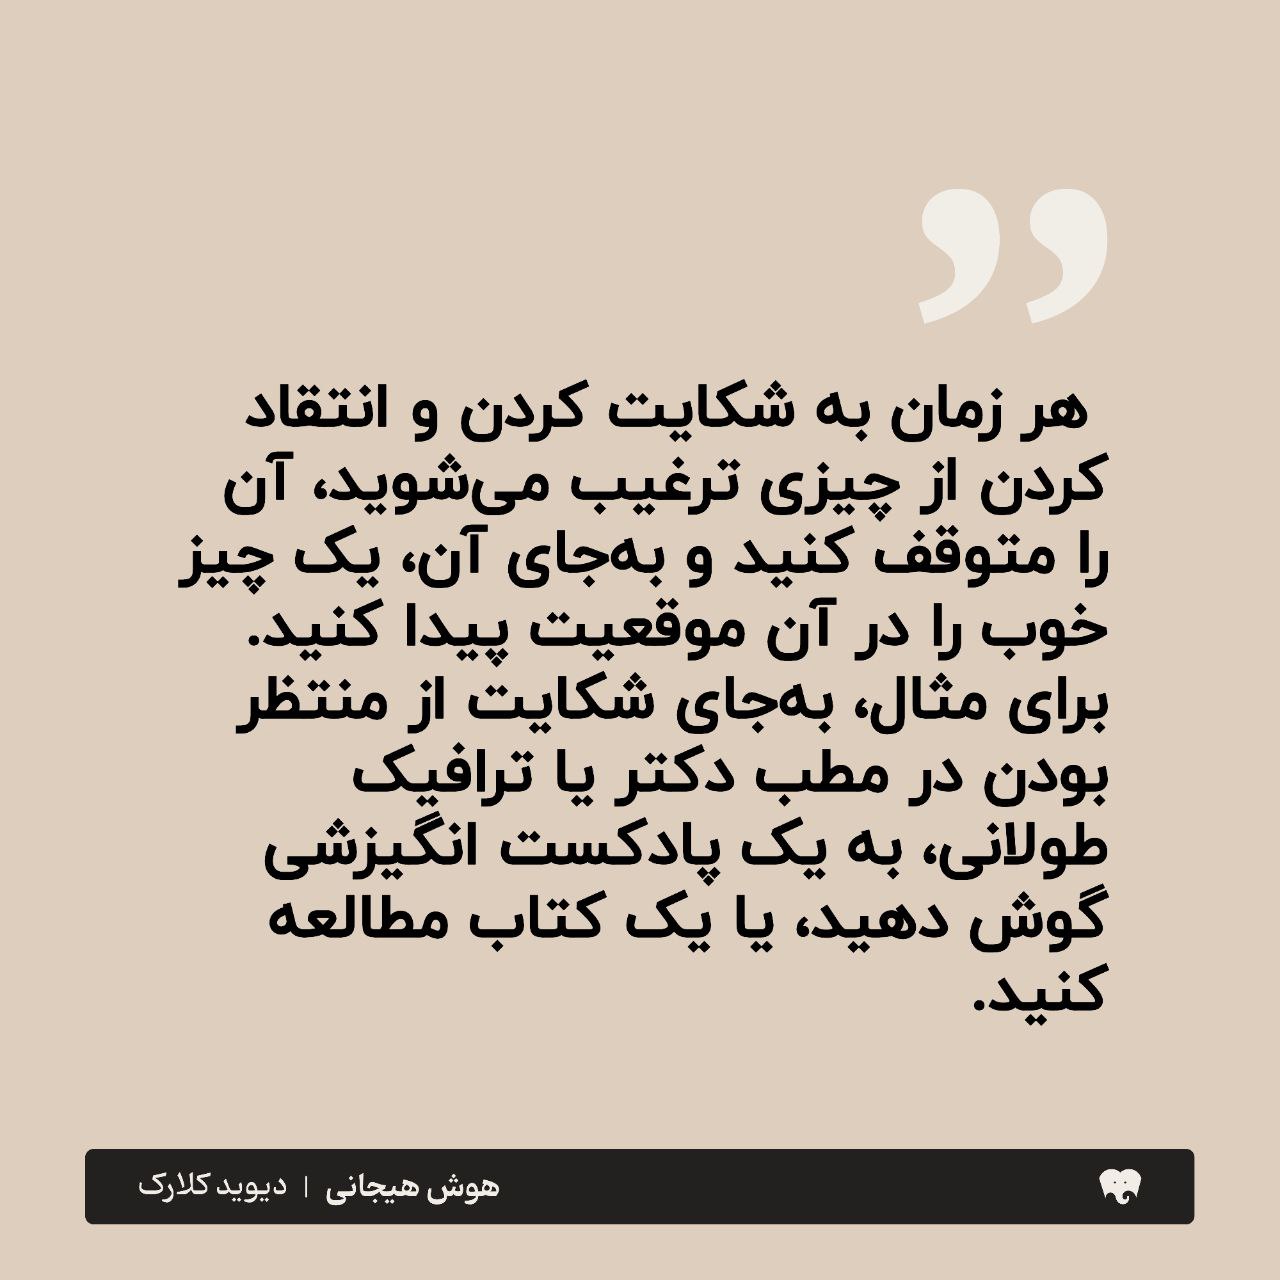 ”
هر زمان به شکایت کردن و انتقاد
کردن از چیزی ترغیب می‌شوید، آن
را متوقف کنید و به‌جای آن، یک چیز
خوب را در آن موقعیت پیدا کنید.
برای مثال، به‌جای شکایت از منتظر
بودن در مطب دکتر یا ترافیک
طولانی، به یک پادکست انگیزشی
گوش دهید، یا یک کتاب مطالعه
کنید.
هوش هیجانی | دیوید کلارک